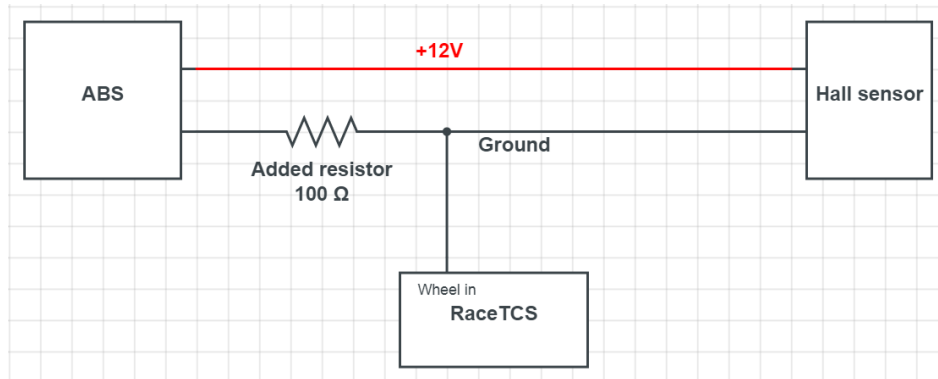 +12V
ABS
Hall sensor
Ground
Added resistor
100 Ω
Wheel in
RaceTCS